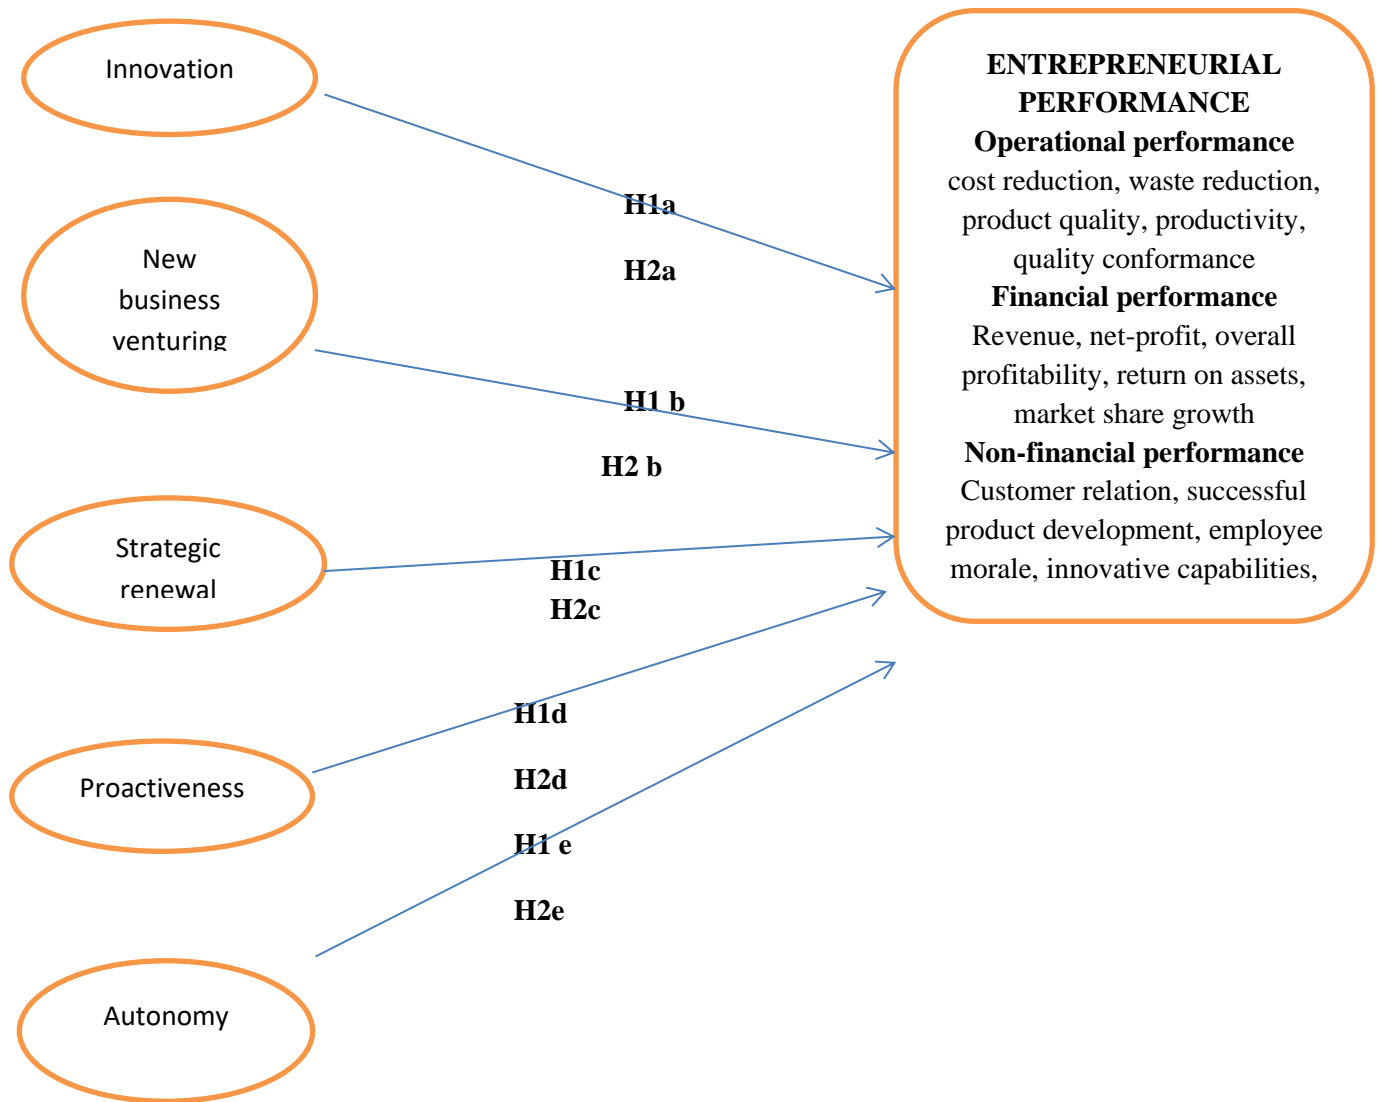 Innovation
New
business
venturing
Strategic
renewal
Proactiveness
Autonomy
H1a
H2a
H1 b
H2 b
H1c
H2c
H1d
H2d
H1 e
H2e
ENTREPRENEURIAL
PERFORMANCE
Operational performance
cost reduction, waste reduction,
product quality, productivity,
quality conformance
Financial performance
Revenue, net-profit, overall
profitability, return on assets,
market share growth
Non-financial performance
Customer relation, successful
product development, employee
morale, innovative capabilities,